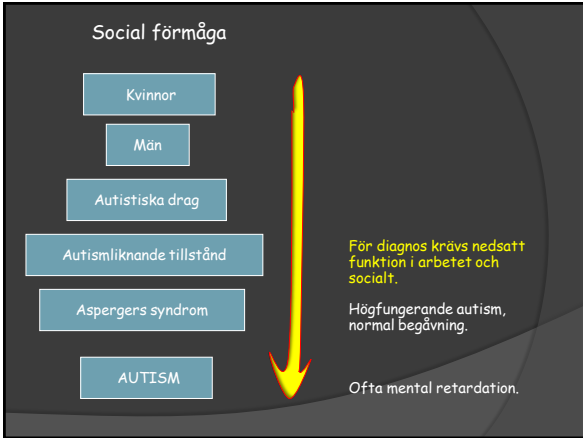 Social förmåga
Kvinnor
Män
Autistiska drag
Autismliknande tillstånd
För diagnos krävs nedsatt
funktion i arbetet och
socialt.
Aspergers syndrom
Högfungerande autism,
normal begåvning.
AUTISM
Ofta mental retardation.